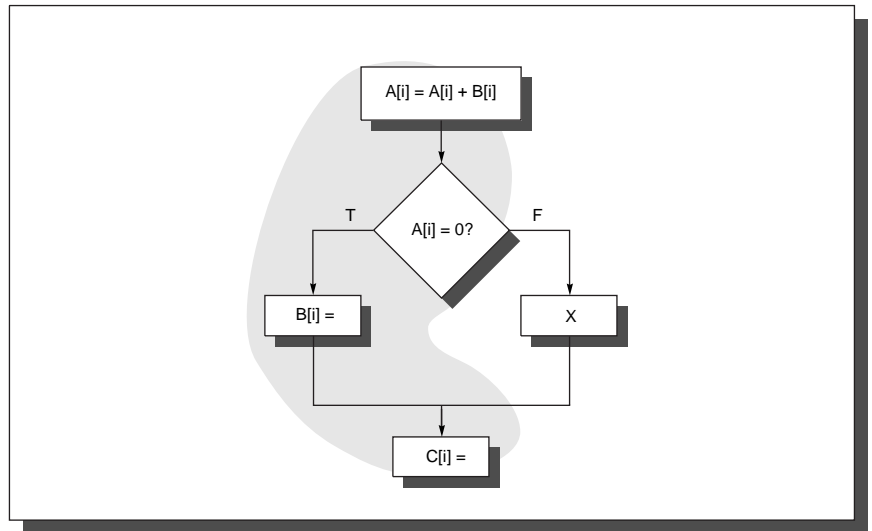 A[i] = A[i] + B[i]
A[i] = 0?
T
F
B[i] =
X
C[i] =